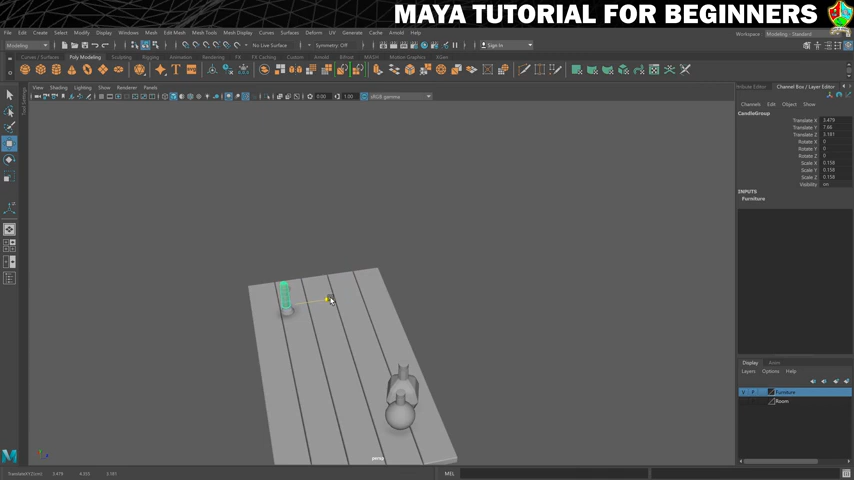 MAYA TUTORIAL FOR BEGINNERS
File Edit Create Select Modify Display Windows Mesh Edit Mesh Mesh Tools Mesh Display Curves Surfaces Deform UV Generate Cache Arnold Help
Workspace: Modeling - Standard
Modeling No Live Surface Symmetry: Off Sign In
Curves / Surfaces Poly Modeling Sculpting Rigging Animation Rendering FX FX Caching Custom Arnold Bifrost MASH Motion Graphics XGen
View Shading Lighting Show Renderer Panels
0.00 1.00 sRGB gamma
Attribute Editor Channel Box / Layer Editor
Channels Edit Object Show
CandleGroup
Translate X 3.479
Translate Y 7.66
Translate Z 3.181
Rotate X 0
Rotate Y 0
Rotate Z 0
Scale X 0.158
Scale Y 0.158
Scale Z 0.158
Visibility on
INPUTS
Furniture
Display Anim
Layers Options Help
Furniture
Room
persp
MEL